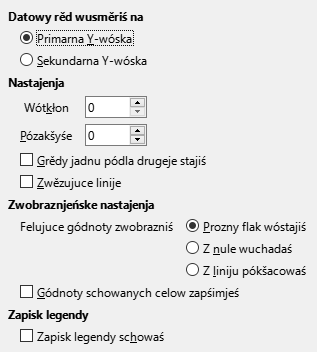 Datowy rěd wusměriś na
Primarna Y-wóska
Sekundarna Y-wóska
Nastajenja
Wótkłon 0
Pózakšyśe 0
Grědy jadnu pódla drugeje stajiś
Zwězujuce linije
Zwobraznjeńske nastajenja
Felujuce gódnoty zwobrazniś Prozny flak wóstajiś
Z nule wuchadaś
Z liniju pókšacowaś
Gódnoty schowanych celow zapśimjeś
Zapisk legendy
Zapisk legendy schowaś